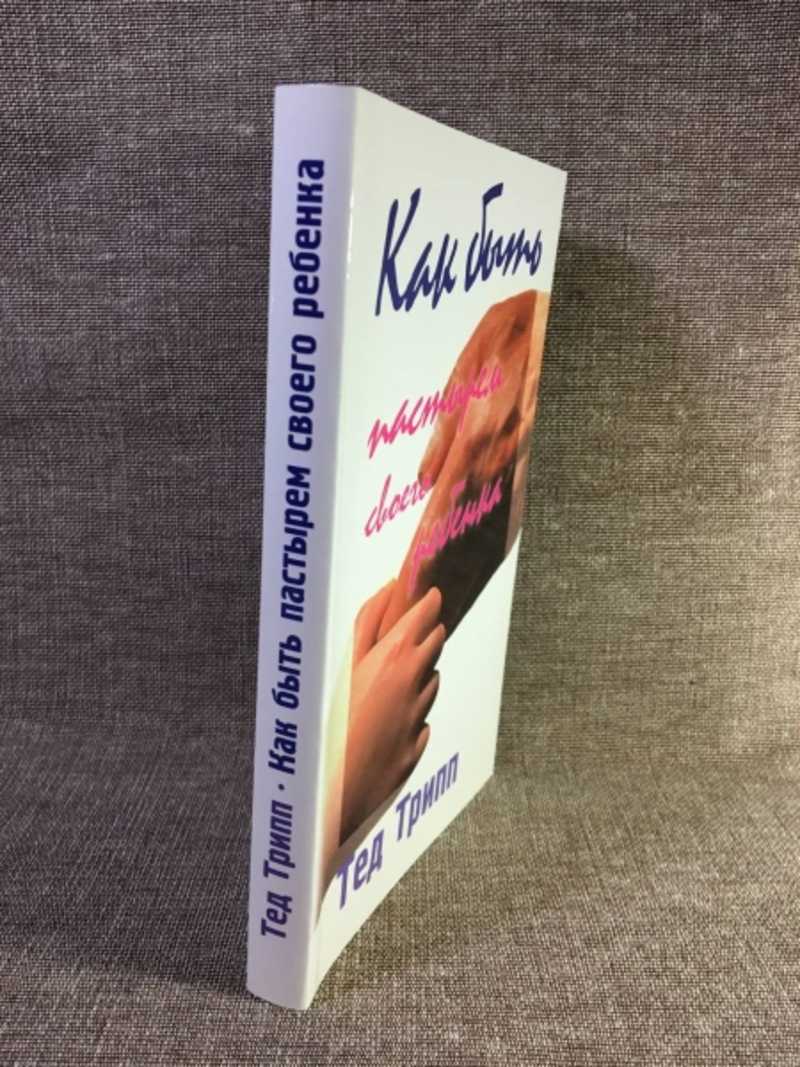 Тед Трипп · Как быть пастырем своего ребенка
Как быть
пастырем
своего
ребенка
Тед Трипп